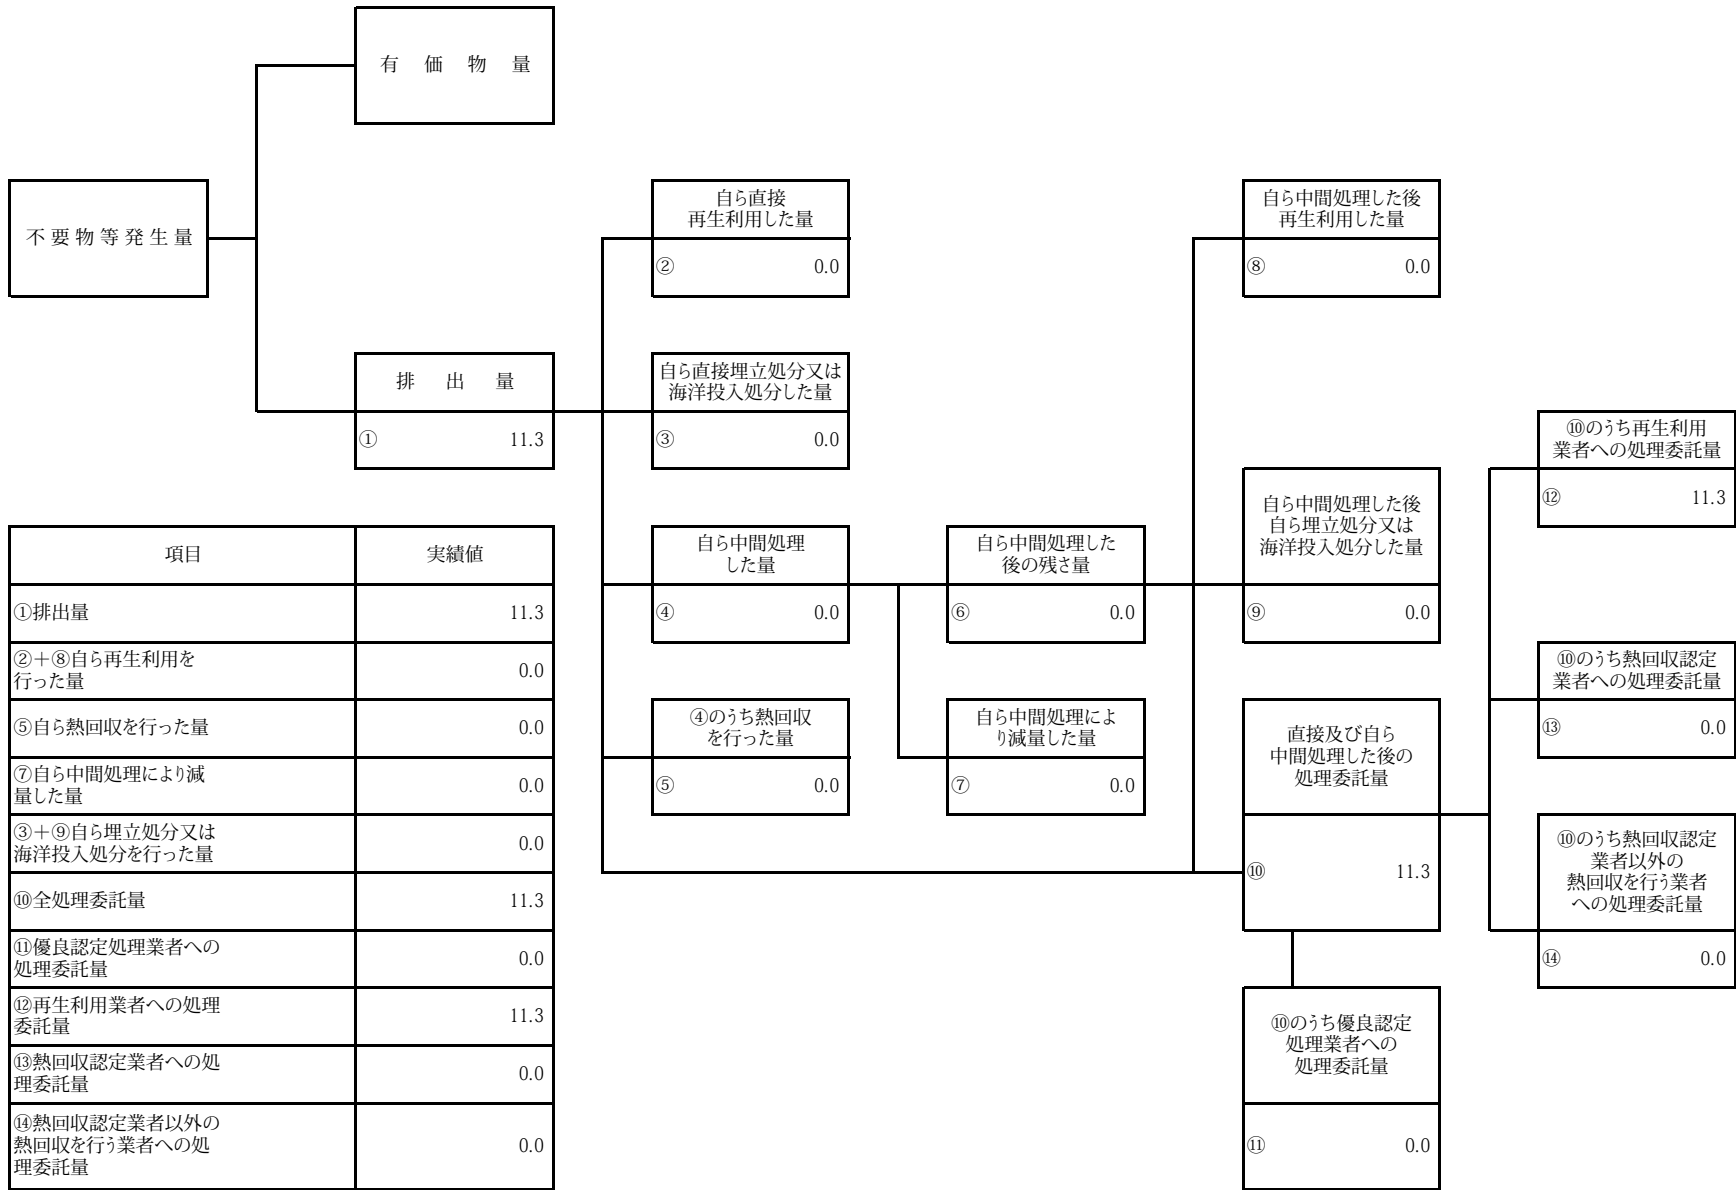 有価物量
不要物等発生量
自ら直接
再生利用した量
② 0.0
自ら中間処理した後
再生利用した量
⑧ 0.0
排出量
① 11.3
自ら直接埋立処分又は
海洋投入処分した量
③ 0.0
⑩のうち再生利用
業者への処理委託量
⑫ 11.3
自ら中間処理した後
自ら埋立処分又は
海洋投入処分した量
⑨ 0.0
自ら中間処理
した量
④ 0.0
自ら中間処理した
後の残さ量
⑥ 0.0
⑩のうち熱回収認定
業者への処理委託量
⑬ 0.0
④のうち熱回収
を行った量
⑤ 0.0
自ら中間処理によ
り減量した量
⑦ 0.0
直接及び自ら
中間処理した後の
処理委託量
⑩ 11.3
⑩のうち熱回収認定
業者以外の
熱回収を行う業者
への処理委託量
⑭ 0.0
⑩のうち優良認定
処理業者への
処理委託量
⑪ 0.0
項目 実績値
①排出量 11.3
②＋⑧自ら再生利用を
行った量 0.0
⑤自ら熱回収を行った量 0.0
⑦自ら中間処理により減
量した量 0.0
③＋⑨自ら埋立処分又は
海洋投入処分を行った量 0.0
⑩全処理委託量 11.3
⑪優良認定処理業者への
処理委託量 0.0
⑫再生利用業者への処理
委託量 11.3
⑬熱回収認定業者への処
理委託量 0.0
⑭熱回収認定業者以外の
熱回収を行う業者への処
理委託量 0.0